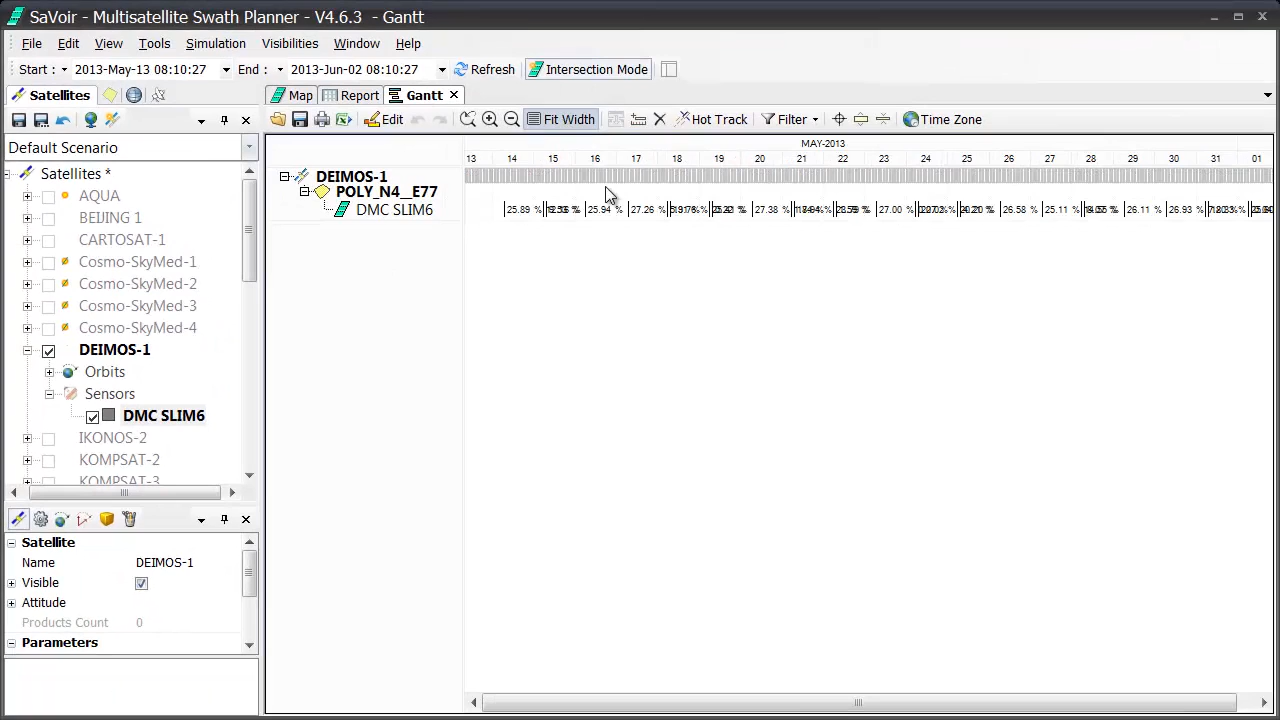 SaVoir - Multisatellite Swath Planner - V4.6.3 - Gantt
File Edit View Tools Simulation Visibilities Window Help
Start : 2013-May-13 08:10:27 End : 2013-Jun-02 08:10:27 Refresh Intersection Mode
Satellites Map Report Gantt
Edit Fit Width Hot Track Filter Time Zone
Default Scenario
MAY-2013
13 14 15 16 17 18 19 20 21 22 23 24 25 26 27 28 29 30 31 01
Satellites *
AQUA
BEIJING 1
CARTOSAT-1
Cosmo-SkyMed-1
Cosmo-SkyMed-2
Cosmo-SkyMed-3
Cosmo-SkyMed-4
DEIMOS-1
Orbits
Sensors
DMC SLIM6
IKONOS-2
KOMPSAT-2
KOMPSAT-3
DEIMOS-1
POLY_N4__E77
DMC SLIM6
25.89 % 25.94 % 27.26 % 27.38 % 27.00 % 26.58 % 25.11 % 26.11 % 26.93 %
Satellite
Name DEIMOS-1
Visible
Attitude
Products Count 0
Parameters